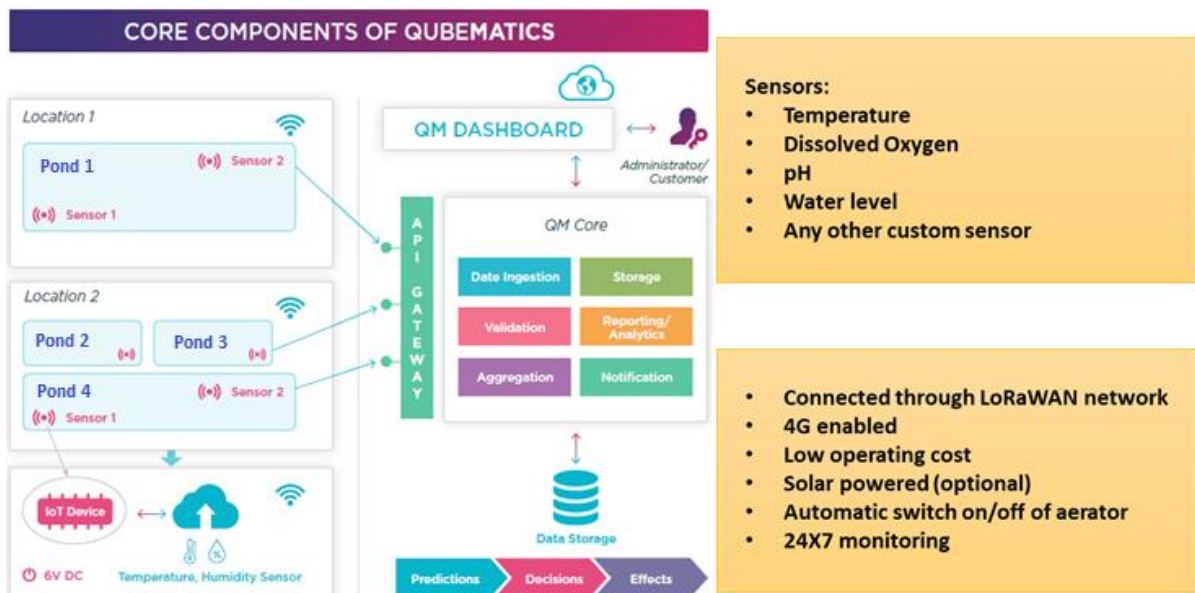 CORE COMPONENTS OF QUBEMATICS
Location 1
Pond 1
Sensor 2
Sensor 1
Location 2
Pond 2
Pond 3
Pond 4
Sensor 2
Sensor 1
IoT Device
6V DC
Temperature, Humidity Sensor
QM DASHBOARD
Administrator/
Customer
API GATEWAY
QM Core
Date Ingestion
Storage
Validation
Reporting/
Analytics
Aggregation
Notification
Data Storage
Predictions
Decisions
Effects
Sensors:
• Temperature
• Dissolved Oxygen
• pH
• Water level
• Any other custom sensor
• Connected through LoRaWAN network
• 4G enabled
• Low operating cost
• Solar powered (optional)
• Automatic switch on/off of aerator
• 24X7 monitoring